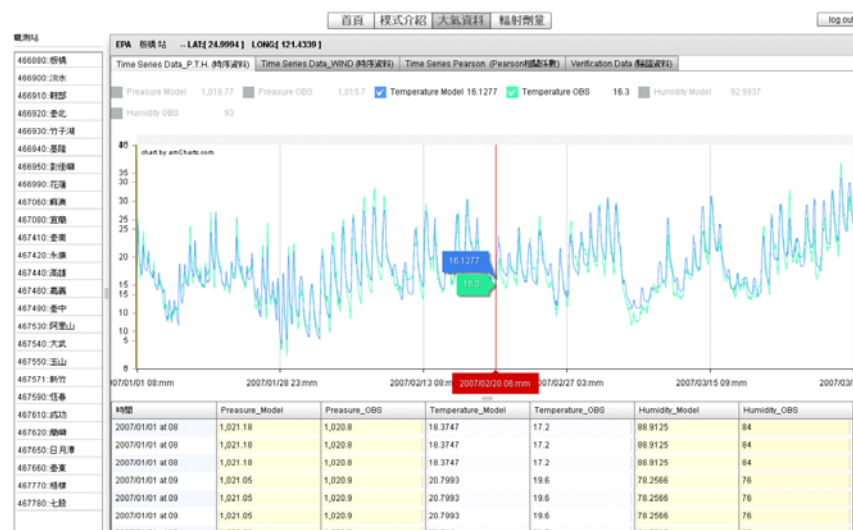 首頁 模式介紹 大氣資料 輻射劑量
log out
觀測站
EPA 板橋 站 -- LAT[ 24.9994 ] LONG[ 121.4339 ]
Time Series Data_P.T.H. (時序資料) Time Series Data_WIND (時序資料) Time Series Pearson (Pearson相關係數) Verification Data (驗證資料)
466880: 板橋
466900: 淡水
466910: 鞍部
466920: 臺北
466930: 竹子湖
466940: 基隆
466950: 彭佳嶼
466990: 花蓮
467060: 蘇澳
467080: 宜蘭
467410: 臺南
467420: 永康
467440: 高雄
467480: 嘉義
467490: 臺中
467530: 阿里山
467540: 大武
467550: 玉山
467571: 新竹
467590: 恆春
467610: 成功
467620: 蘭嶼
467650: 日月潭
467660: 臺東
467770: 梧棲
467780: 七股
Preasure Model 1,016.77 Preasure OBS 1,015.7 Temperature Model 16.1277 Temperature OBS 16.3 Humidity Model 92.9937
Humidity OBS 93
chart by amCharts.com
35
30
30
25
25
20
20
15
15
10
10
5
16.1277
16.3
07/01/01 08:mm 2007/01/28 23:mm 2007/02/13 08:mm 2007/02/20 06:mm 2007/02/27 03:mm 2007/03/15 09:mm 2007/03/
時間 Preasure_Model Preasure_OBS Temperature_Model Temperature_OBS Humidity_Model Humidity_OBS
2007/01/01 at 08 1,021.18 1,020.8 18.3747 17.2 88.9125 84
2007/01/01 at 08 1,021.18 1,020.8 18.3747 17.2 88.9125 84
2007/01/01 at 08 1,021.18 1,020.8 18.3747 17.2 88.9125 84
2007/01/01 at 09 1,021.05 1,020.9 20.7993 19.6 78.2566 76
2007/01/01 at 09 1,021.05 1,020.9 20.7993 19.6 78.2566 76
2007/01/01 at 09 1,021.05 1,020.9 20.7993 19.6 78.2566 76